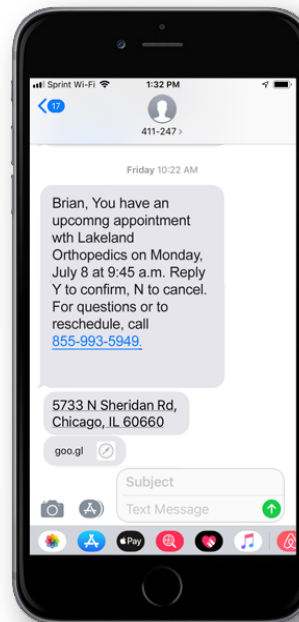 Sprint Wi-Fi 1:32 PM
17
411-247 >
Friday 10:22 AM
Brian, You have an
upcomng appointment
wth Lakeland
Orthopedics on Monday,
July 8 at 9:45 a.m. Reply
Y to confirm, N to cancel.
For questions or to
reschedule, call
855-993-5949.
5733 N Sheridan Rd,
Chicago, IL 60660
goo.gl
Subject
Text Message
Pay